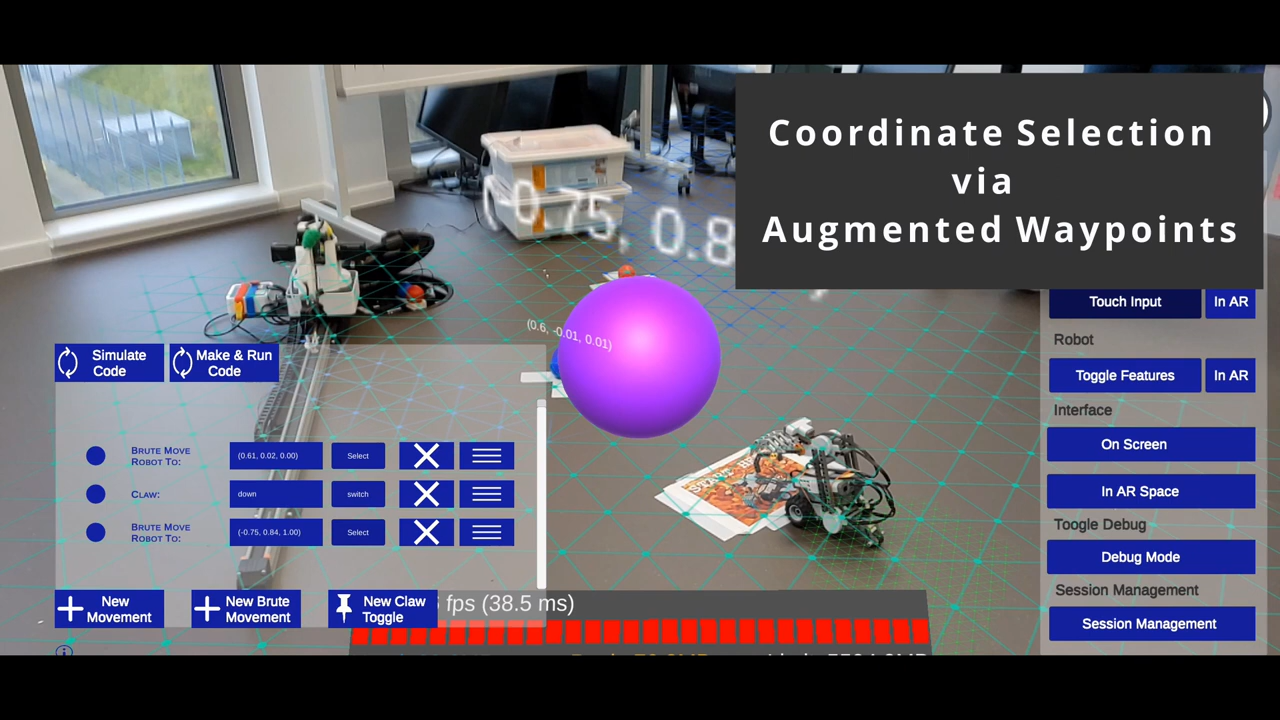 Coordinate Selection
via
Augmented Waypoints
0.75, 0.8
(0.6, -0.01, 0.01)
Simulate
Code
Make & Run
Code
BRUTE MOVE
ROBOT TO:
(0.61, 0.02, 0.00)
Select
CLAW:
down
switch
BRUTE MOVE
ROBOT TO:
(-0.75, 0.84, 1.00)
Select
New
Movement
New Brute
Movement
New Claw
Toggle
fps (38.5 ms)
Touch Input
In AR
Robot
Toggle Features
In AR
Interface
On Screen
In AR Space
Toogle Debug
Debug Mode
Session Management
Session Management